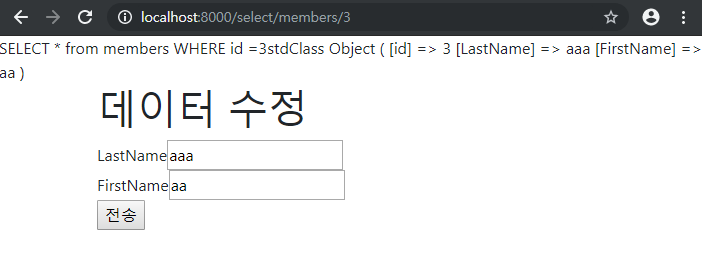 localhost:8000/select/members/3
SELECT * from members WHERE id =3stdClass Object ( [id] => 3 [LastName] => aaa [FirstName] =>
aa )
데이터 수정
LastName aaa
FirstName aa
전송